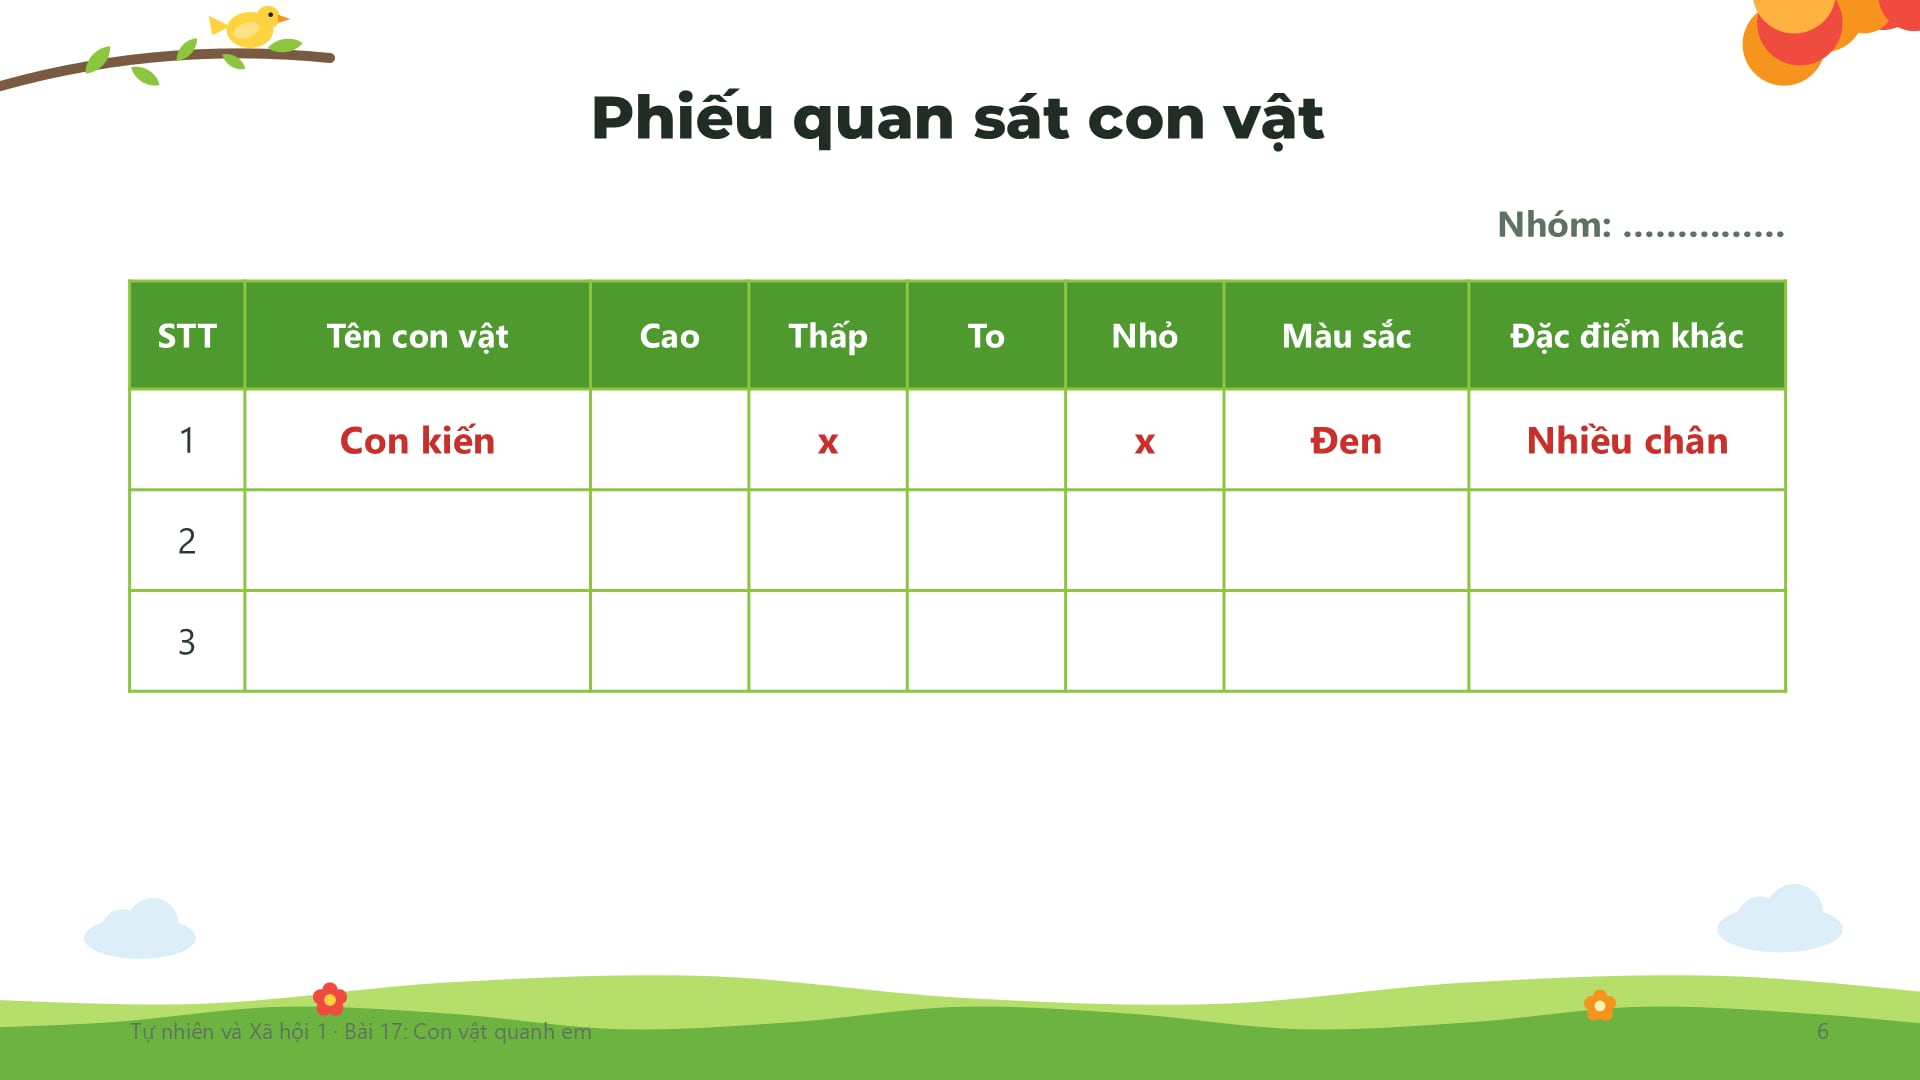 Phiếu quan sát con vật
Nhóm: ...............
STT Tên con vật Cao Thấp To Nhỏ Màu sắc Đặc điểm khác
1 Con kiến x x Đen Nhiều chân
2
3
Tự nhiên và Xã hội 1 · Bài 17: Con vật quanh em 6